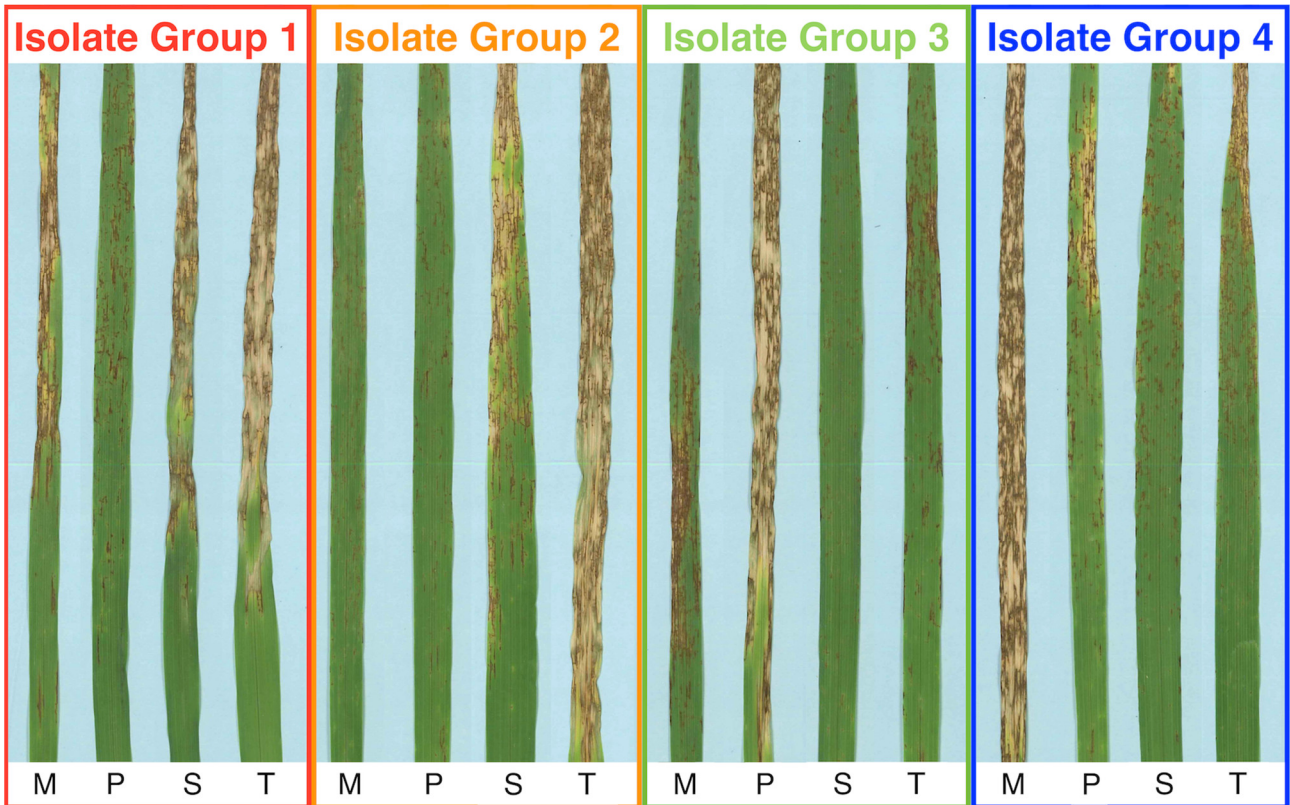 Isolate Group 1
Isolate Group 2
Isolate Group 3
Isolate Group 4
M P S T
M P S T
M P S T
M P S T